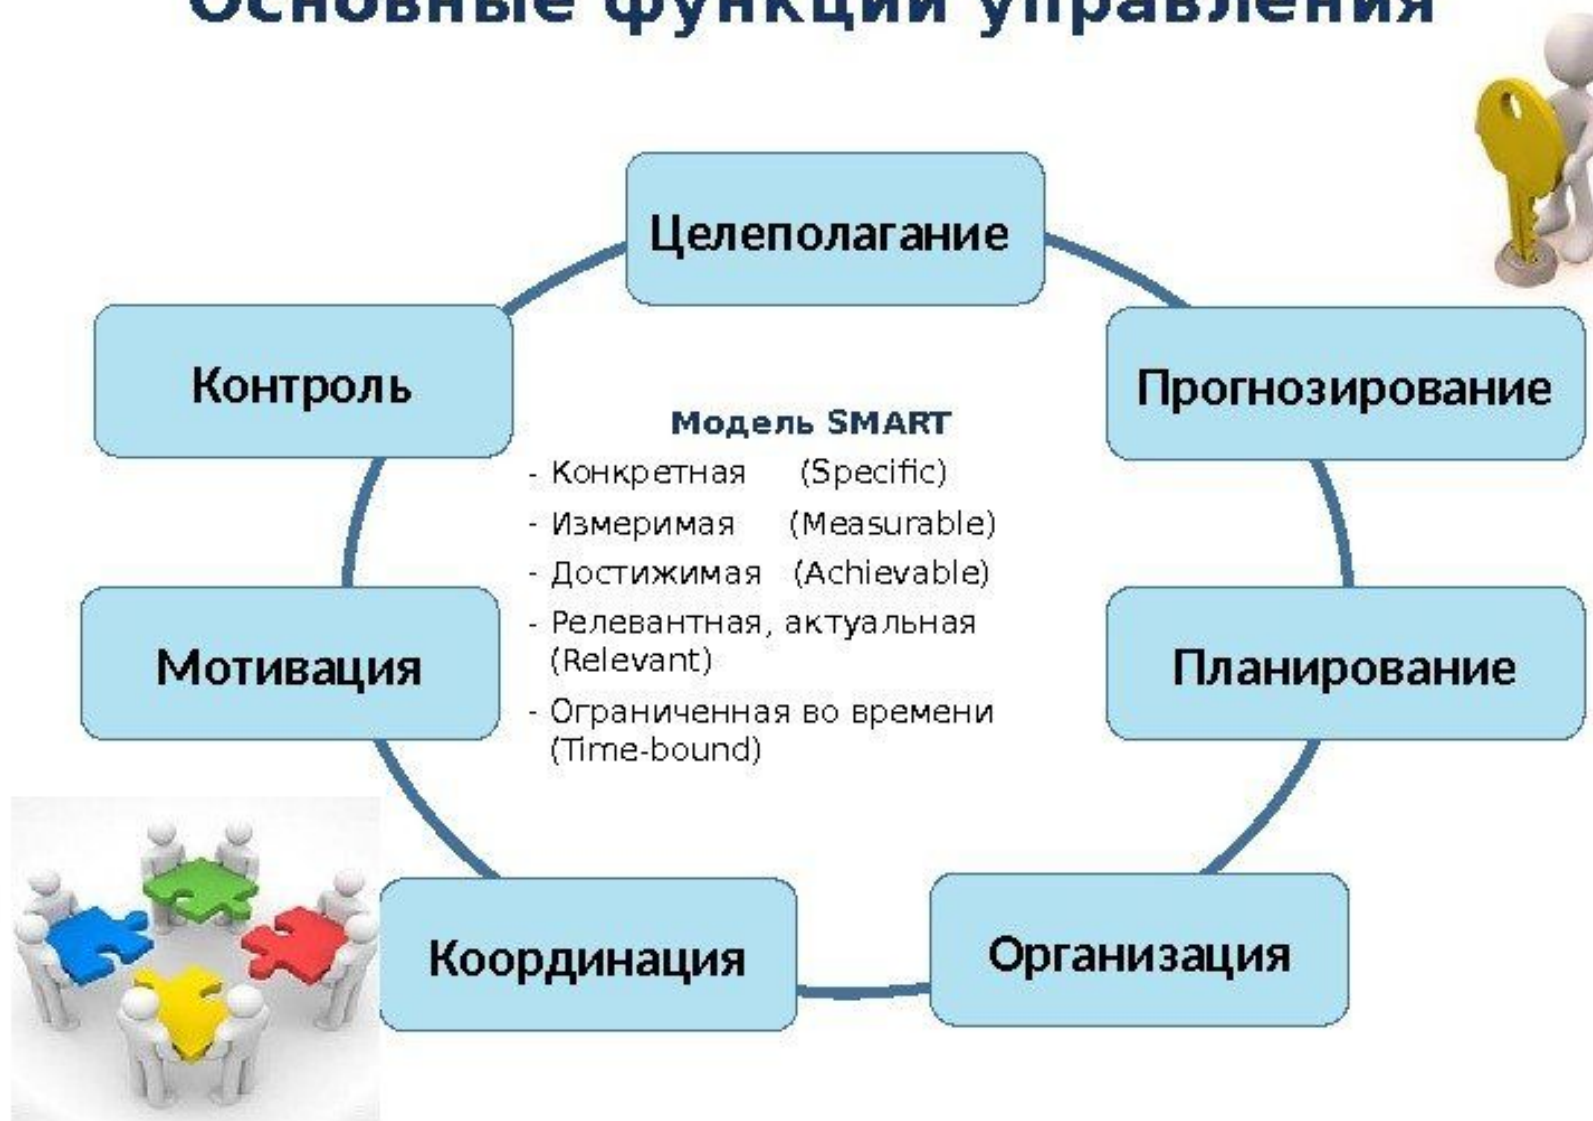 Основные функции управления
Целеполагание
Контроль
Прогнозирование
Модель SMART
- Конкретная (Specific)
- Измеримая (Measurable)
- Достижимая (Achievable)
- Релевантная, актуальная
(Relevant)
- Ограниченная во времени
(Time-bound)
Мотивация
Планирование
Координация
Организация